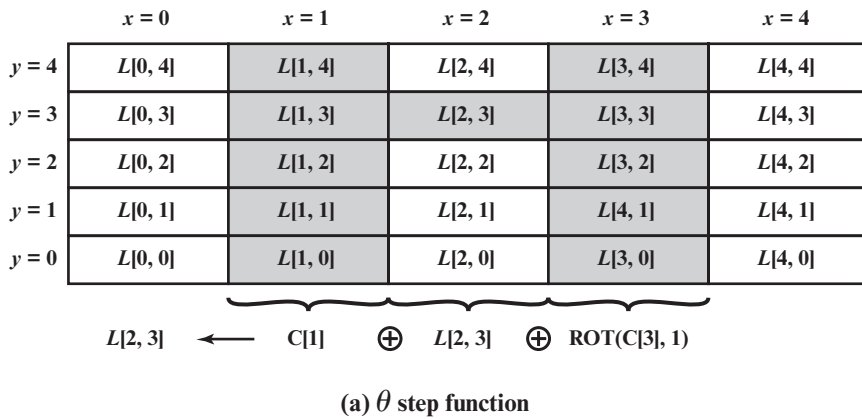 x = 0 x = 1 x = 2 x = 3 x = 4
y = 4 L[0, 4] L[1, 4] L[2, 4] L[3, 4] L[4, 4]
y = 3 L[0, 3] L[1, 3] L[2, 3] L[3, 3] L[4, 3]
y = 2 L[0, 2] L[1, 2] L[2, 2] L[3, 2] L[4, 2]
y = 1 L[0, 1] L[1, 1] L[2, 1] L[4, 1] L[4, 1]
y = 0 L[0, 0] L[1, 0] L[2, 0] L[3, 0] L[4, 0]
L[2, 3] ← C[1] ⊕ L[2, 3] ⊕ ROT(C[3], 1)
(a) θ step function